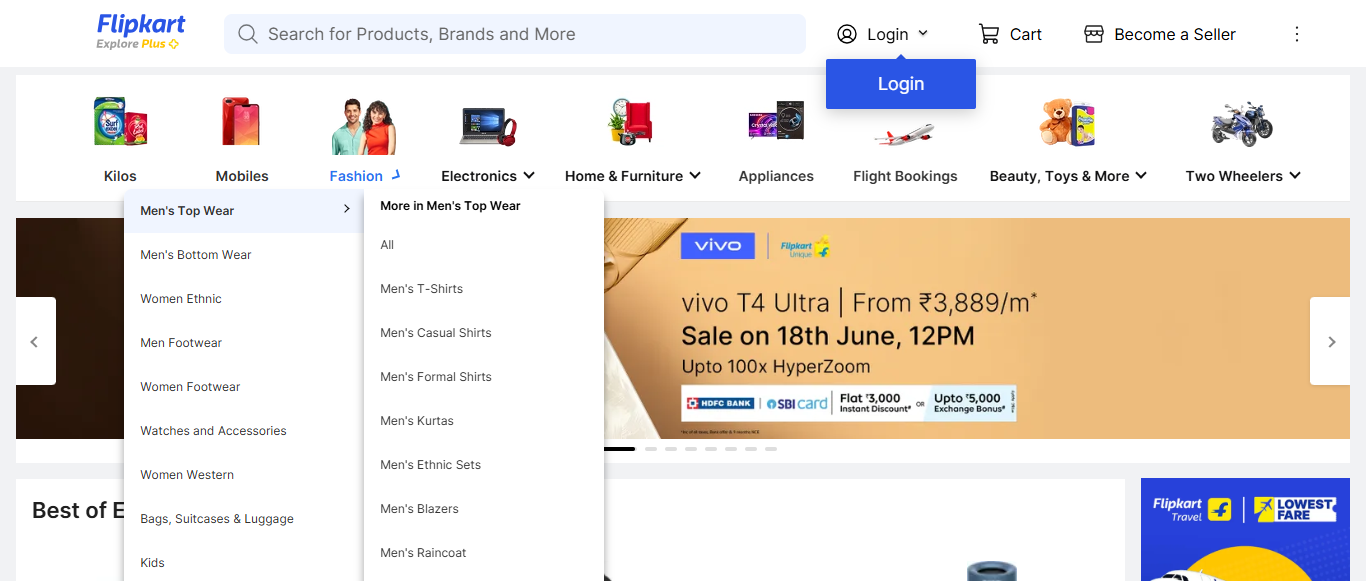 Flipkart
Explore Plus
Search for Products, Brands and More
Login
Cart
Become a Seller
Login
Kilos
Mobiles
Fashion
Electronics
Home & Furniture
Appliances
Flight Bookings
Beauty, Toys & More
Two Wheelers
Men's Top Wear
Men's Bottom Wear
Women Ethnic
Men Footwear
Women Footwear
Watches and Accessories
Women Western
Bags, Suitcases & Luggage
Kids
More in Men's Top Wear
All
Men's T-Shirts
Men's Casual Shirts
Men's Formal Shirts
Men's Kurtas
Men's Ethnic Sets
Men's Blazers
Men's Raincoat
vivo
Flipkart
Unique
vivo T4 Ultra | From ₹3,889/m*
Sale on 18th June, 12PM
Upto 100x HyperZoom
HDFC BANK
SBI card
Flat ₹3,000
Instant Discount*
OR
Upto ₹5,000
Exchange Bonus*
Best of E
Flipkart
Travel
LOWEST
FARE